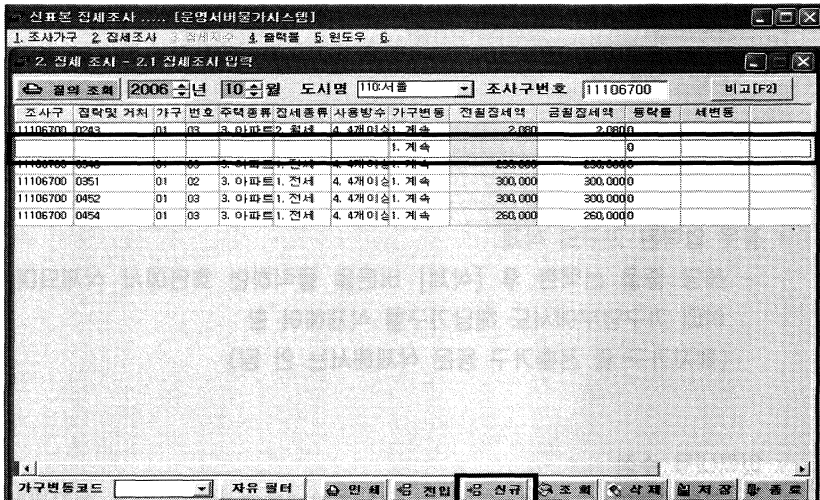 신표본 집세조사 ..... [운영서버물가시스템]
1. 조사가구 2. 집세조사 3. 집세지수 4. 출력물 5. 윈도우 6.
2. 집세 조사 - 2.1 집세조사 입력
질의 조회 2006 년 10 월 도시명 110:서울 조사구번호 11106700 비고[F2]
조사구 집락및 거처 가구 번호 주택종류 집세종류 사용방수 가구변동 전월집세액 금월집세액 등락률 세변동
11106700 0243 01 03 3. 아파트 2. 월세 4. 4개이상 1. 계속 2,080 2,080 0
1. 계속 0
11106700 0351 01 02 3. 아파트 1. 전세 4. 4개이상 1. 계속 300,000 300,000 0
11106700 0452 01 03 3. 아파트 1. 전세 4. 4개이상 1. 계속 300,000 300,000 0
11106700 0454 01 03 3. 아파트 1. 전세 4. 4개이상 1. 계속 260,000 260,000 0
가구변동코드 자유 필터 인쇄 전입 신규 조회 삭제 저장 종료